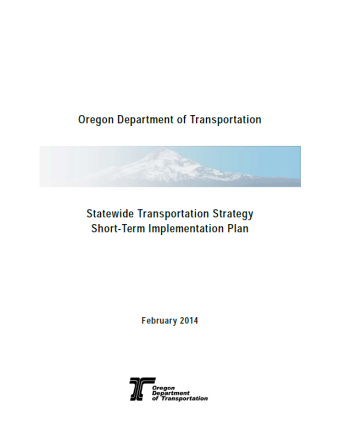 Oregon Department of Transportation
Statewide Transportation Strategy
Short-Term Implementation Plan
February 2014
Oregon
Department
of Transportation